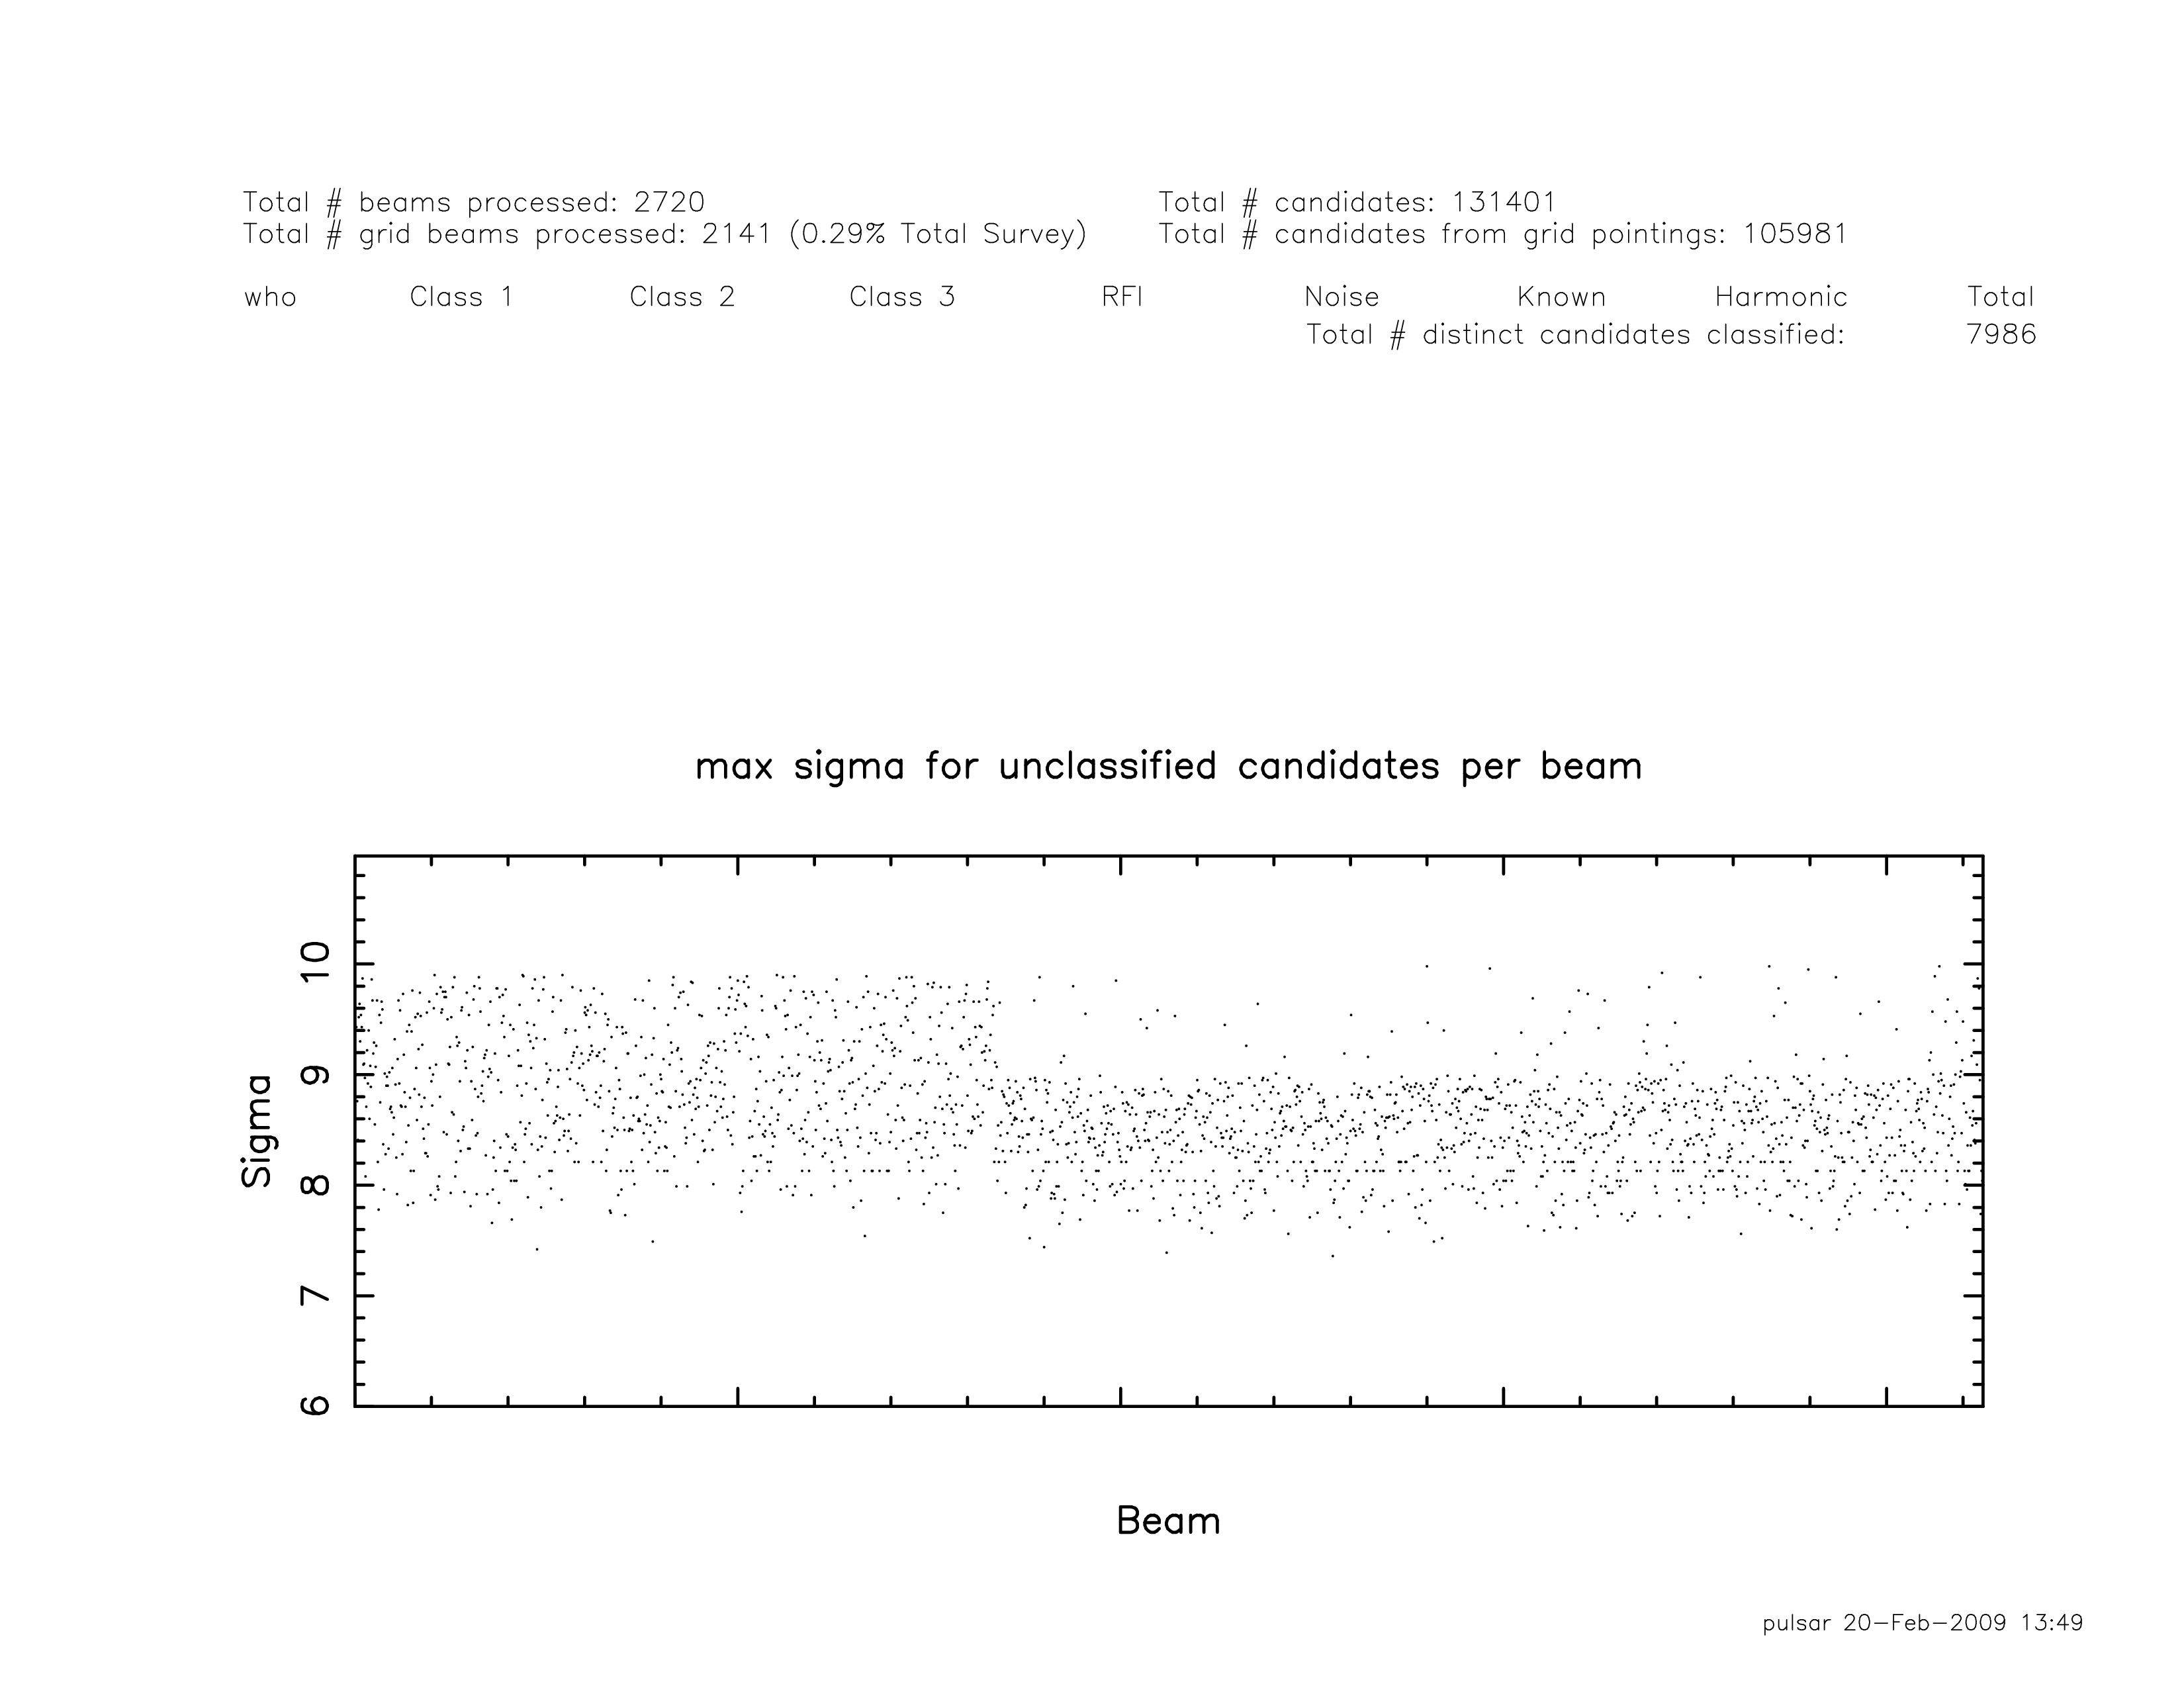 Total # beams processed: 2720 Total # candidates: 131401
Total # grid beams processed: 2141 (0.29% Total Survey) Total # candidates from grid pointings: 105981
who Class 1 Class 2 Class 3 RFI Noise Known Harmonic Total
Total # distinct candidates classified: 7986
max sigma for unclassified candidates per beam
10
9
8
7
6
Sigma
Beam
pulsar 20-Feb-2009 13:49